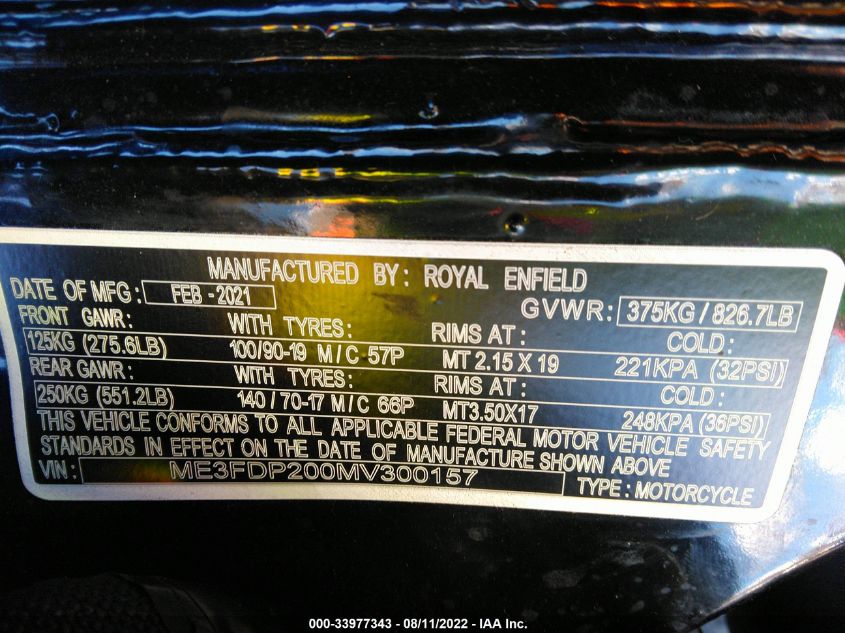 MANUFACTURED BY: ROYAL ENFIELD
DATE OF MFG: FEB - 2021 GVWR: 375KG / 826.7LB
FRONT GAWR: WITH TYRES: RIMS AT: COLD:
125KG (275.6LB) 100/90-19 M/C 57P MT 2.15 X 19 221KPA (32PSI)
REAR GAWR: WITH TYRES: RIMS AT: COLD:
250KG (551.2LB) 140 / 70-17 M/C 66P MT3.50X17 248KPA (36PSI)
THIS VEHICLE CONFORMS TO ALL APPLICABLE FEDERAL MOTOR VEHICLE SAFETY
STANDARDS IN EFFECT ON THE DATE OF MANUFACTURE SHOWN ABOVE
VIN: ME3FDP200MV300157 TYPE: MOTORCYCLE
000-33977343 - 08/11/2022 - IAA Inc.